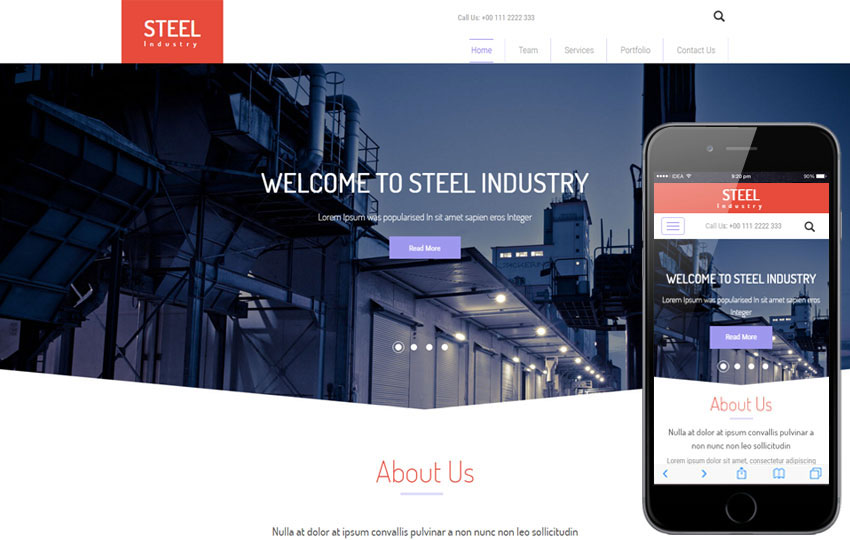 STEEL
Industry
Call Us: +00 111 2222 333
Home Team Services Portfolio Contact Us
WELCOME TO STEEL INDUSTRY
Lorem Ipsum was popularised In sit amet sapien eros Integer
Read More
About Us
Nulla at dolor at ipsum convallis pulvinar a non nunc non leo sollicitudin
IDEA 9:20 pm 90%
STEEL
Industry
Call Us: +00 111 2222 333
WELCOME TO STEEL INDUSTRY
Lorem Ipsum was popularised In sit amet sapien eros
Integer
Read More
About Us
Nulla at dolor at ipsum convallis pulvinar a
non nunc non leo sollicitudin
Lorem ipsum dolor sit amet, consectetur adipiscing